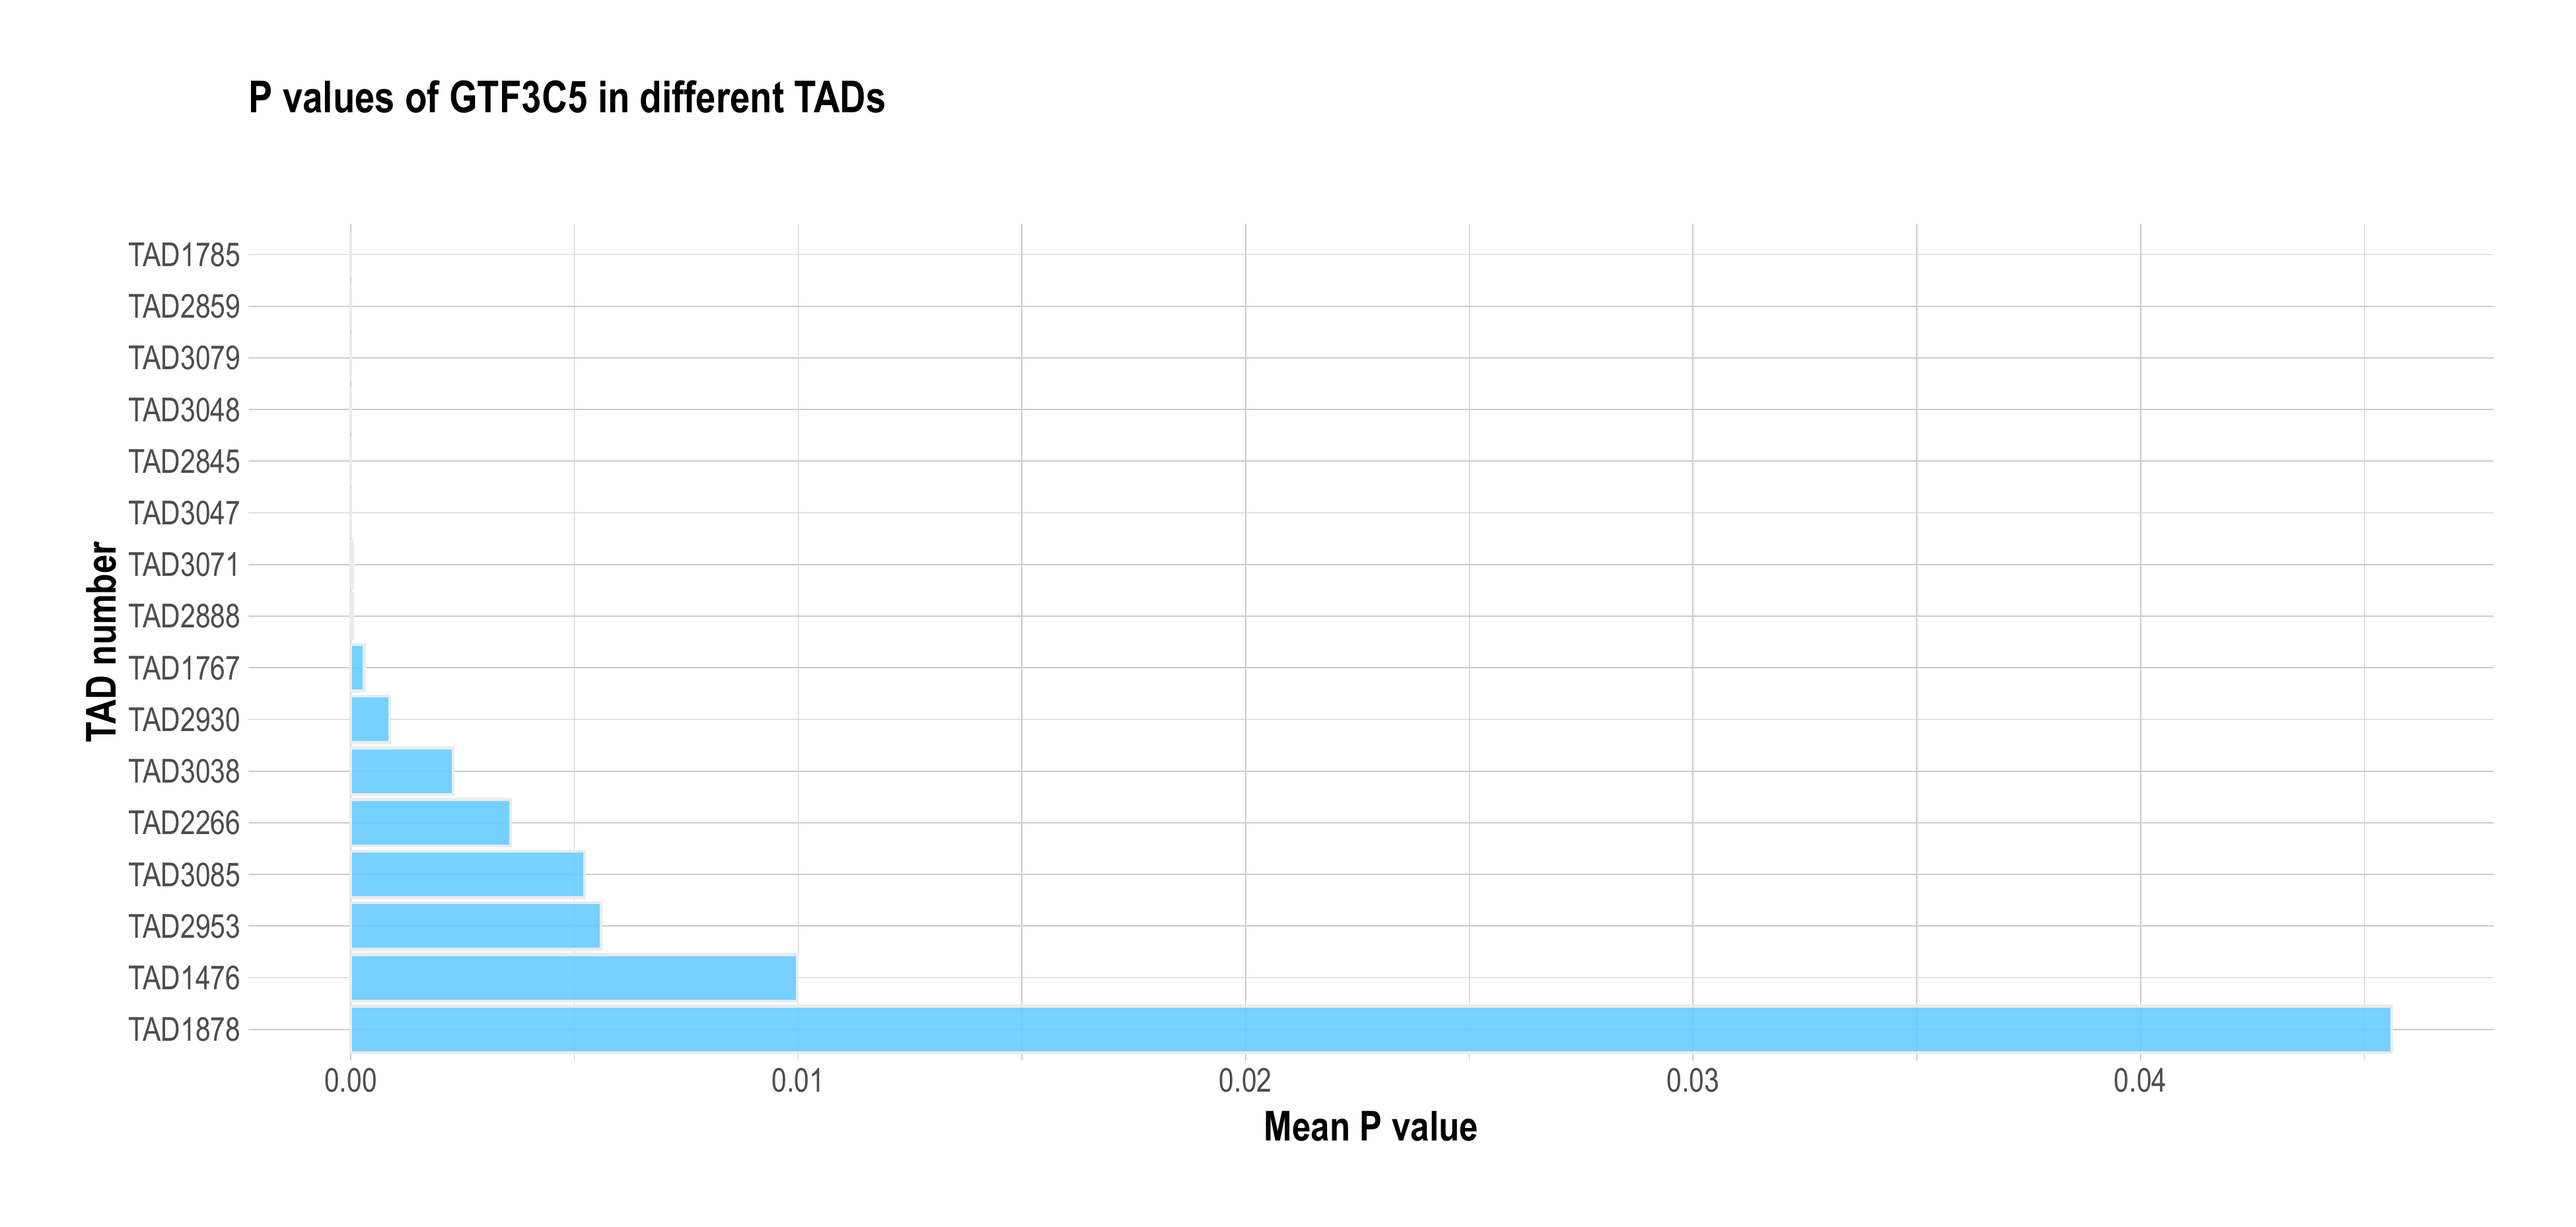 P values of GTF3C5 in different TADs
TAD number
TAD1785
TAD2859
TAD3079
TAD3048
TAD2845
TAD3047
TAD3071
TAD2888
TAD1767
TAD2930
TAD3038
TAD2266
TAD3085
TAD2953
TAD1476
TAD1878
0.00 0.01 0.02 0.03 0.04
Mean P value